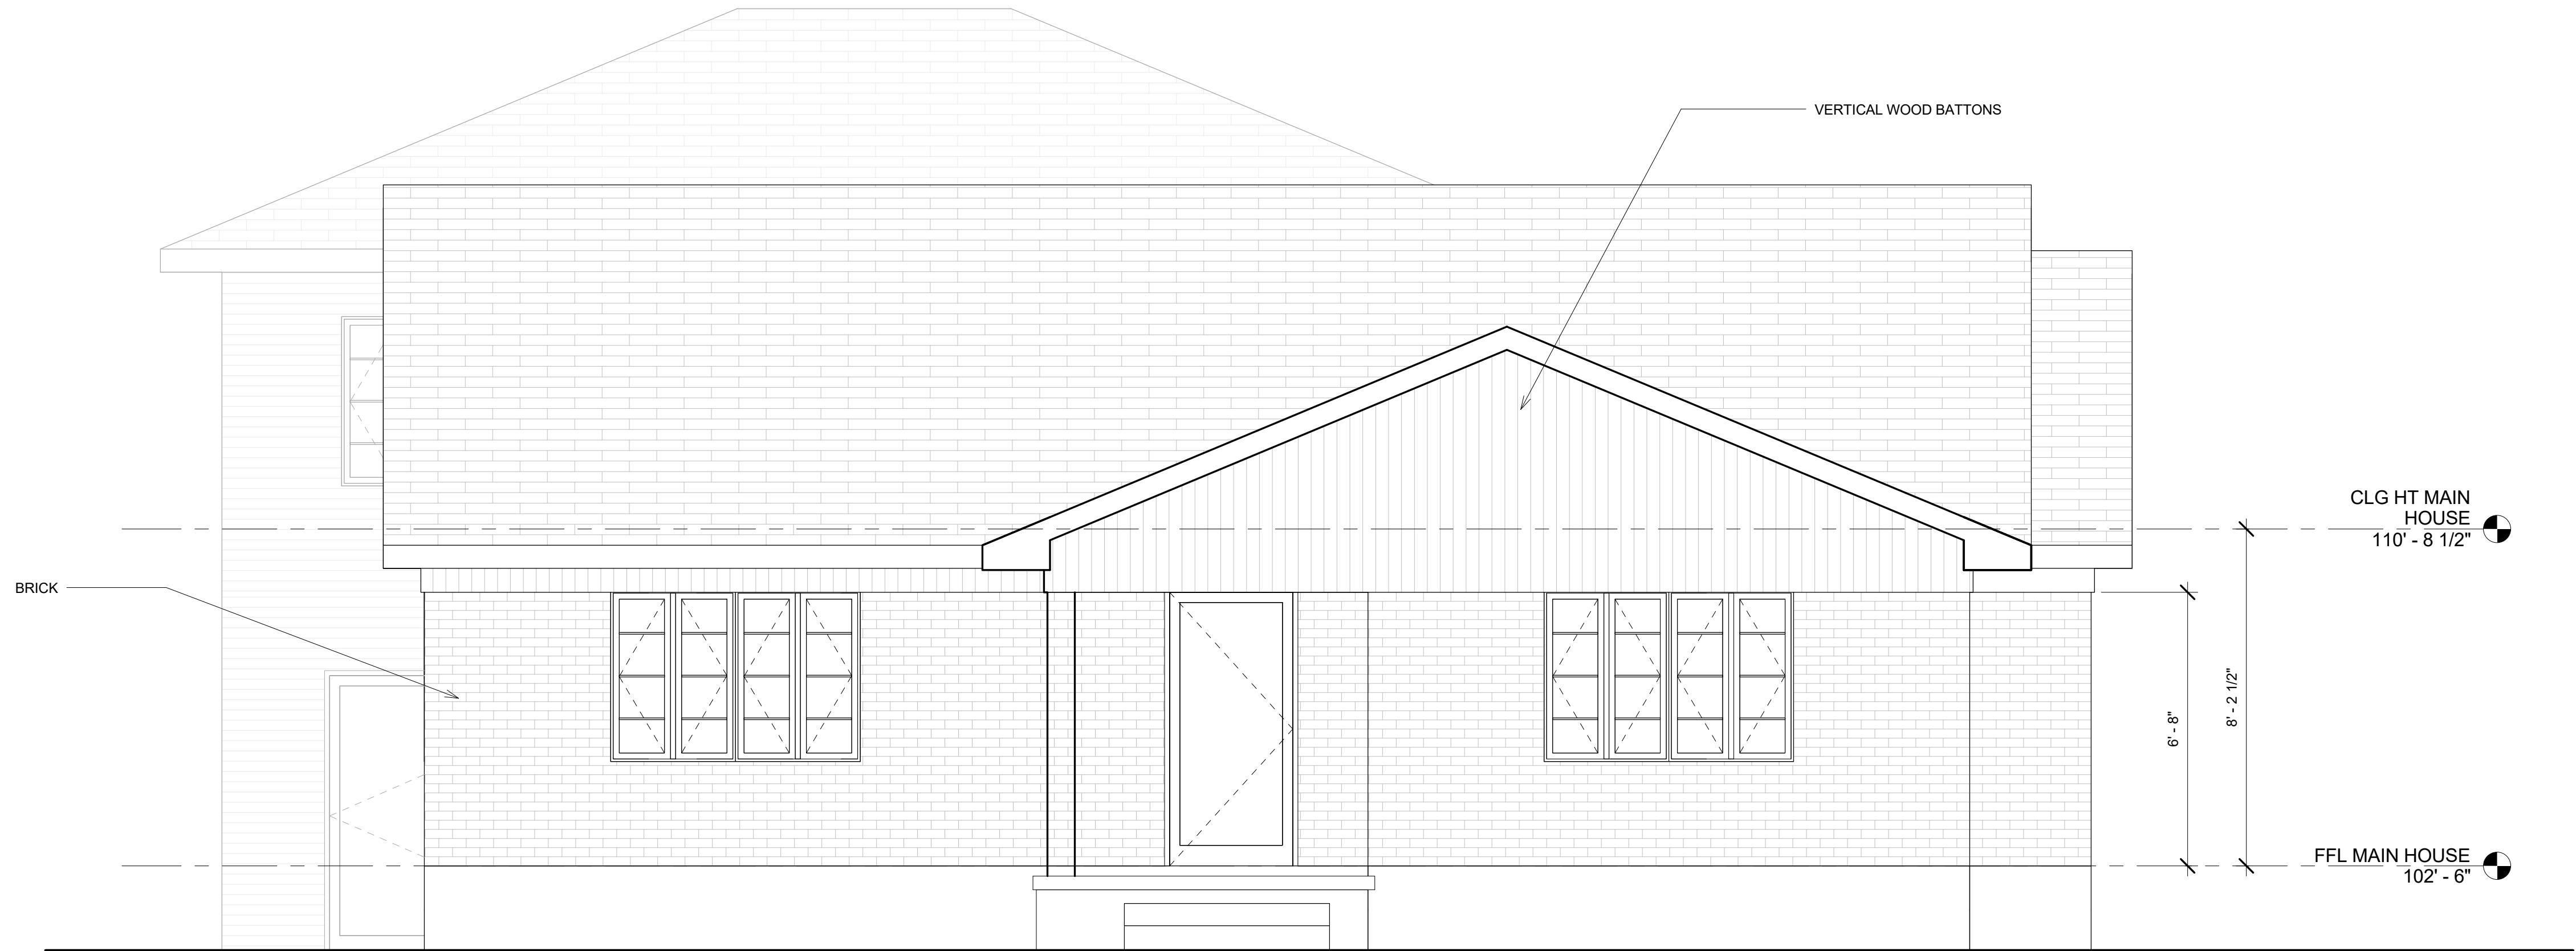 VERTICAL WOOD BATTONS
CLG HT MAIN
HOUSE
110' - 8 1/2"
BRICK
8' - 2 1/2"
6' - 8"
FFL MAIN HOUSE
102' - 6"